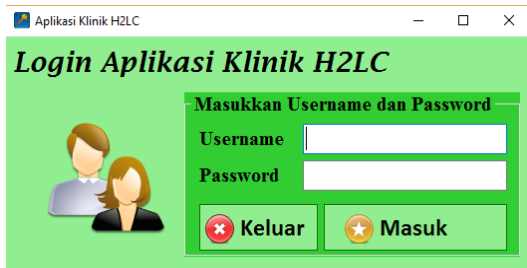 Aplikasi Klinik H2LC
Login Aplikasi Klinik H2LC
Masukkan Username dan Password
Username
Password
Keluar
Masuk